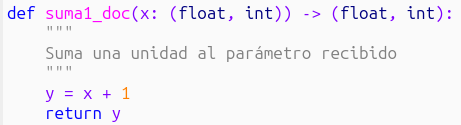 def suma1_doc(x: (float, int)) -> (float, int):
    """
    Suma una unidad al parámetro recibido
    """
    y = x + 1
    return y